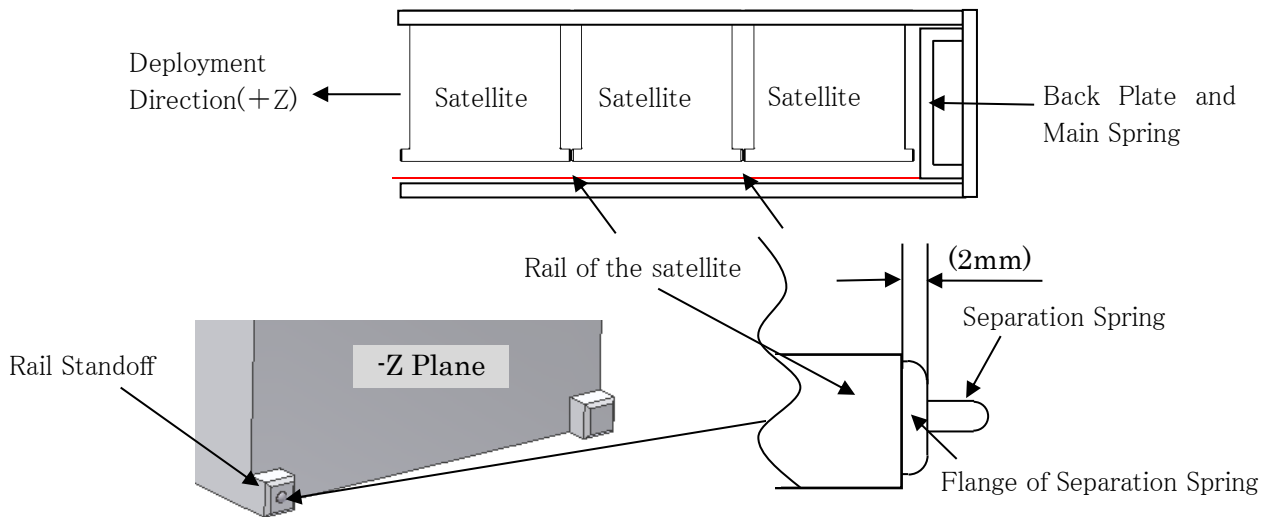 Deployment
Direction(+Z)
Satellite
Satellite
Satellite
Back Plate and
Main Spring
Rail of the satellite
(2mm)
Separation Spring
Rail Standoff
-Z Plane
Flange of Separation Spring